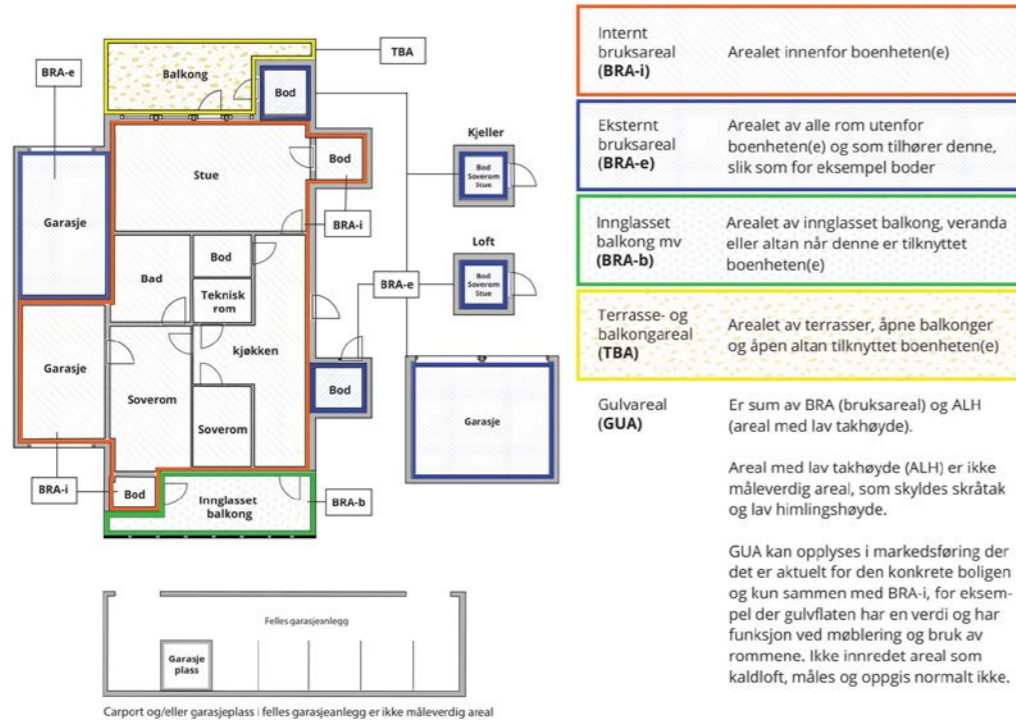 TBA
Balkong
BRA-e
Bod
Kjeller
Bod
Soverom
Stue
Stue
Bod
Garasje
BRA-i
Loft
Bod
Bad
Teknisk
rom
BRA-e
Bod
Soverom
Stue
kjøkken
Garasje
Soverom
Bod
Garasje
Soverom
BRA-i
Bod
Innglasset
balkong
BRA-b
Felles garasjeanlegg
Garasje
plass
Carport og/eller garasjeplass i felles garasjeanlegg er ikke måleverdig areal
Internt
bruksareal
(BRA-i)
Arealet innenfor boenheten(e)
Eksternt
bruksareal
(BRA-e)
Arealet av alle rom utenfor
boenheten(e) og som tilhører denne,
slik som for eksempel boder
Innglasset
balkong mv
(BRA-b)
Arealet av innglasset balkong, veranda
eller altan når denne er tilknyttet
boenheten(e)
Terrasse- og
balkongareal
(TBA)
Arealet av terrasser, åpne balkonger
og åpen altan tilknyttet boenheten(e)
Gulvareal
(GUA)
Er sum av BRA (bruksareal) og ALH
(areal med lav takhøyde).
Areal med lav takhøyde (ALH) er ikke
måleverdig areal, som skyldes skråtak
og lav himlingshøyde.
GUA kan opplyses i markedsføring der
det er aktuelt for den konkrete boligen
og kun sammen med BRA-i, for eksem-
pel der gulvflaten har en verdi og har
funksjon ved møblering og bruk av
rommene. Ikke innredet areal som
kaldloft, måles og oppgis normalt ikke.